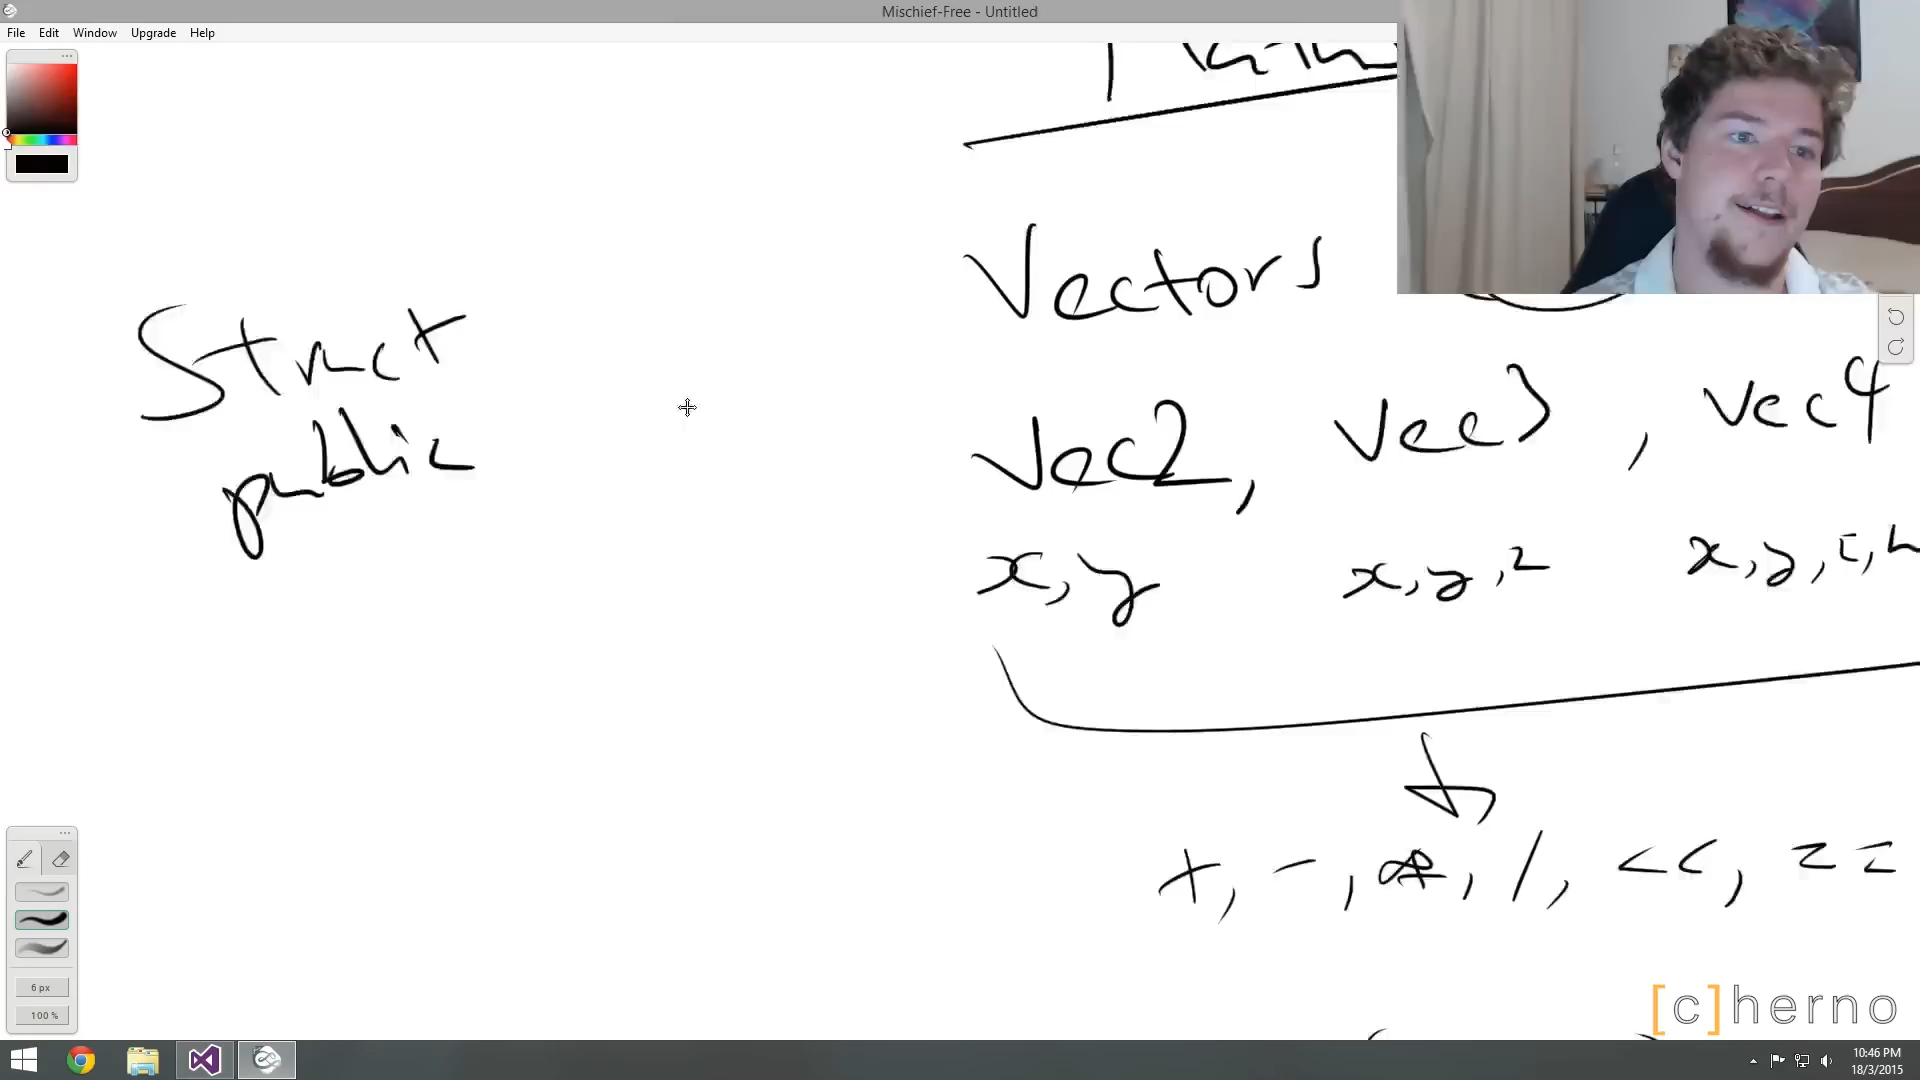 Mischief-Free - Untitled
File Edit Window Upgrade Help
Vectors
Struct
public
vec2, vec3, vec4
x,y x,y,z x,y,z,
+, -, *, /, <<, ==
6 px
100 %
[c]herno
10:46 PM
18/3/2015